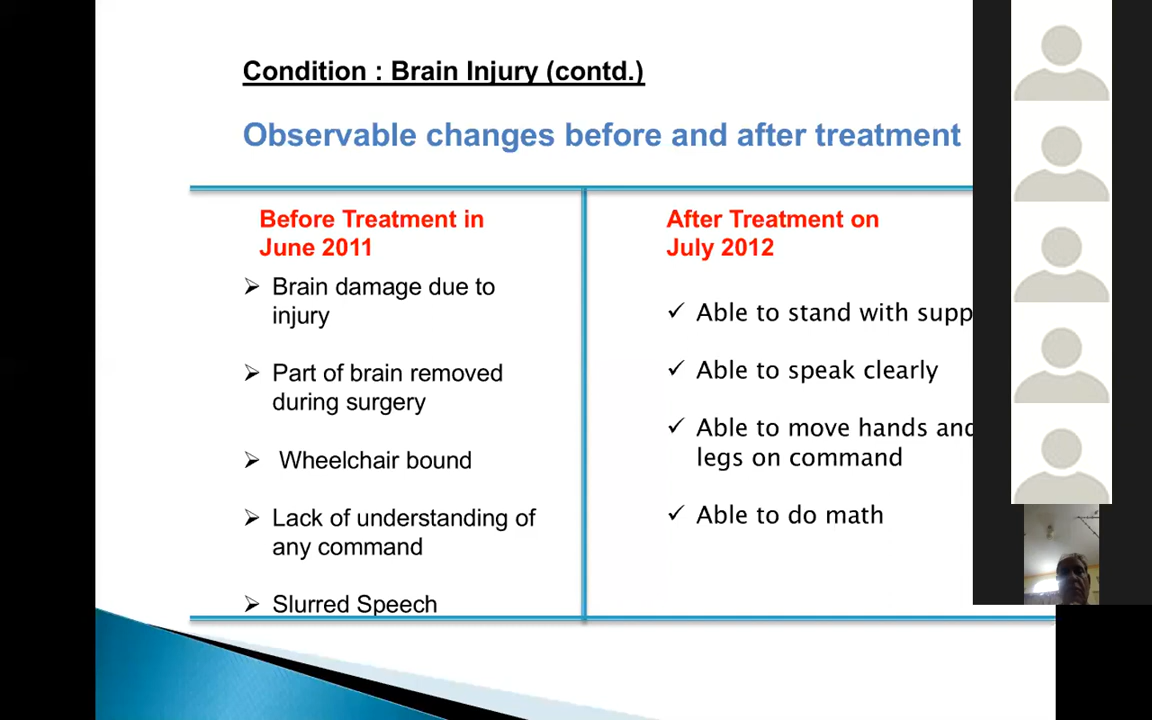 Condition : Brain Injury (contd.)
Observable changes before and after treatment
Before Treatment in
June 2011
Brain damage due to
injury
Part of brain removed
during surgery
Wheelchair bound
Lack of understanding of
any command
Slurred Speech
After Treatment on
July 2012
Able to stand with supp
Able to speak clearly
Able to move hands and
legs on command
Able to do math